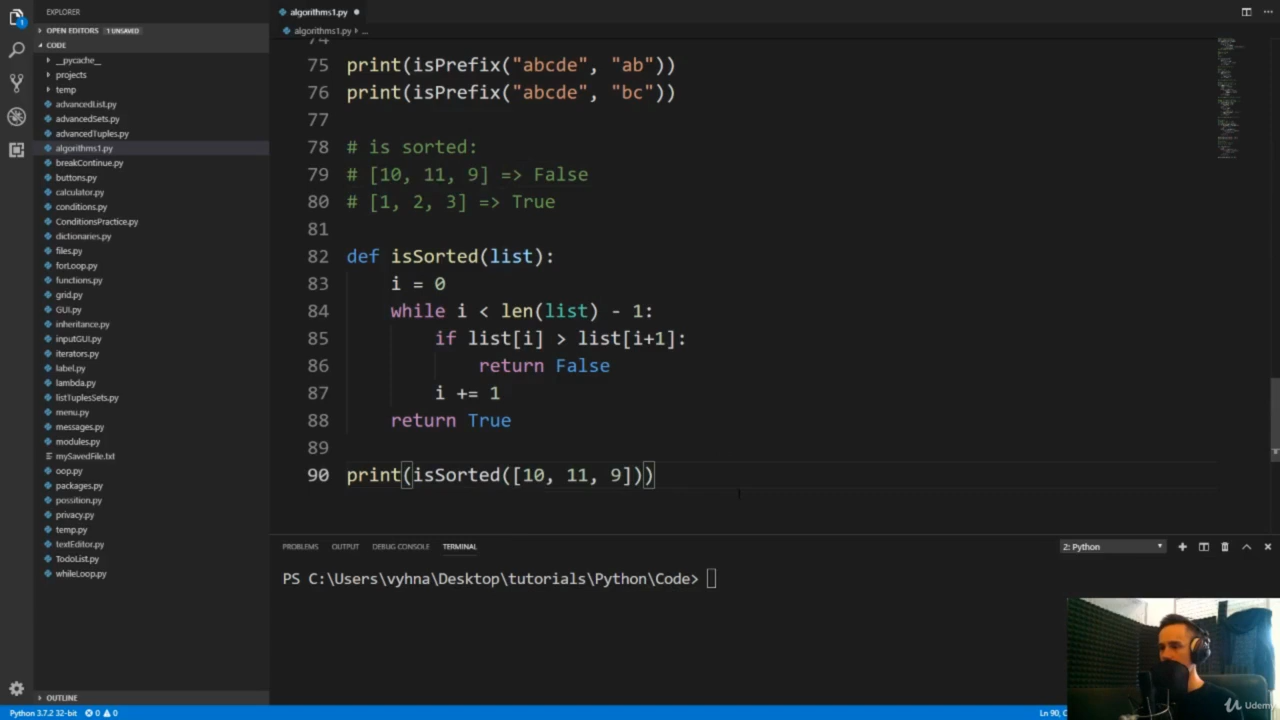 EXPLORER
OPEN EDITORS 1 UNSAVED
CODE
__pycache__
projects
temp
advancedList.py
advancedSets.py
advancedTuples.py
algorithms1.py
breakContinue.py
buttons.py
calculator.py
conditions.py
ConditionsPractice.py
dictionaries.py
files.py
forLoop.py
functions.py
grid.py
GUI.py
inheritance.py
inputGUI.py
iterators.py
label.py
lambda.py
listTuplesSets.py
menu.py
messages.py
modules.py
mySavedFile.txt
oop.py
packages.py
possition.py
privacy.py
temp.py
textEditor.py
TodoList.py
whileLoop.py
OUTLINE
algorithms1.py
algorithms1.py › ...
74
75 print(isPrefix("abcde", "ab"))
76 print(isPrefix("abcde", "bc"))
77
78 # is sorted:
79 # [10, 11, 9] => False
80 # [1, 2, 3] => True
81
82 def isSorted(list):
83 i = 0
84 while i < len(list) - 1:
85 if list[i] > list[i+1]:
86 return False
87 i += 1
88 return True
89
90 print(isSorted([10, 11, 9]))
PROBLEMS OUTPUT DEBUG CONSOLE TERMINAL 2: Python
PS C:\Users\vyhna\Desktop\tutorials\Python\Code>
Python 3.7.2 32-bit 0 0 Ln 90,
Udemy